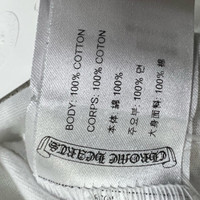 BODY: 100% COTTON
CORPS: 100% COTON
本体 綿 100%
주요부: 100% 면
大身面料: 100% 棉
CHROME HEARTS